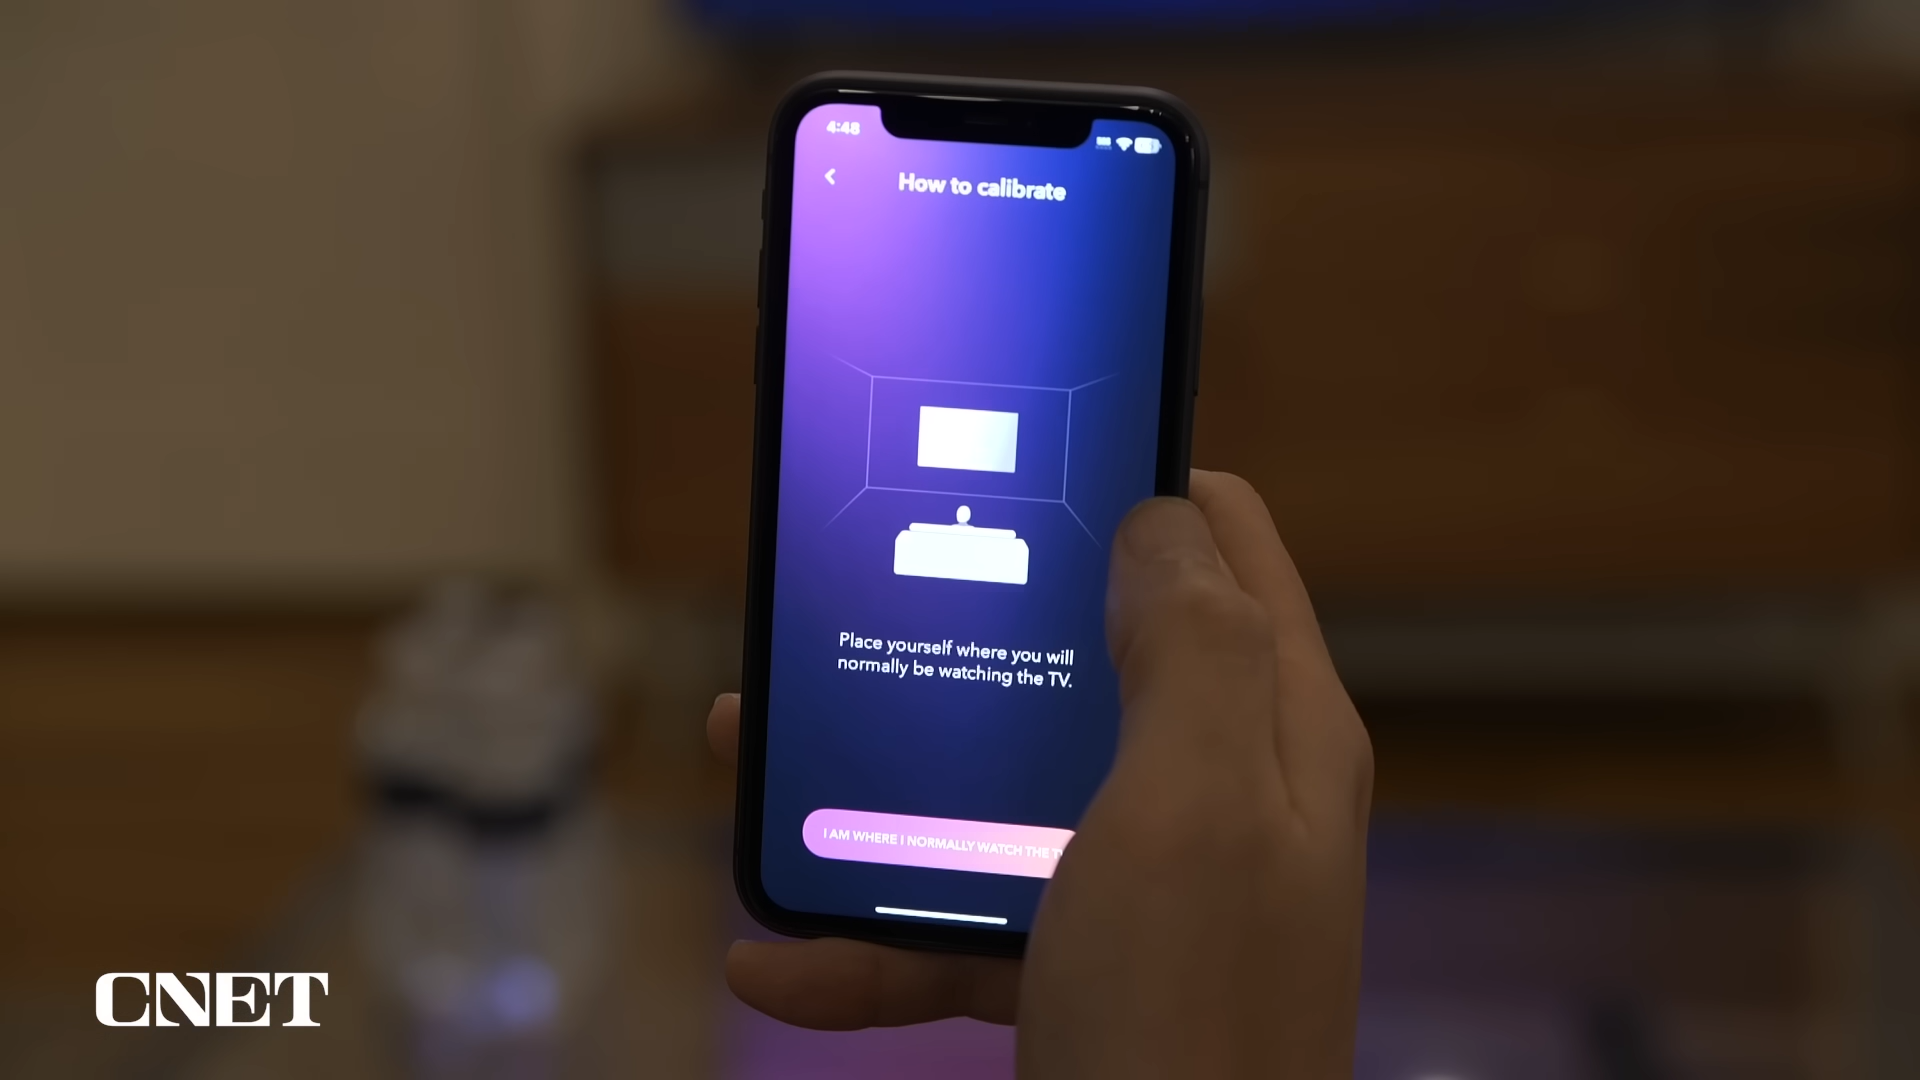 4:48
How to calibrate
Place yourself where you will
normally be watching the TV.
I AM WHERE I NORMALLY WATCH THE
CNET